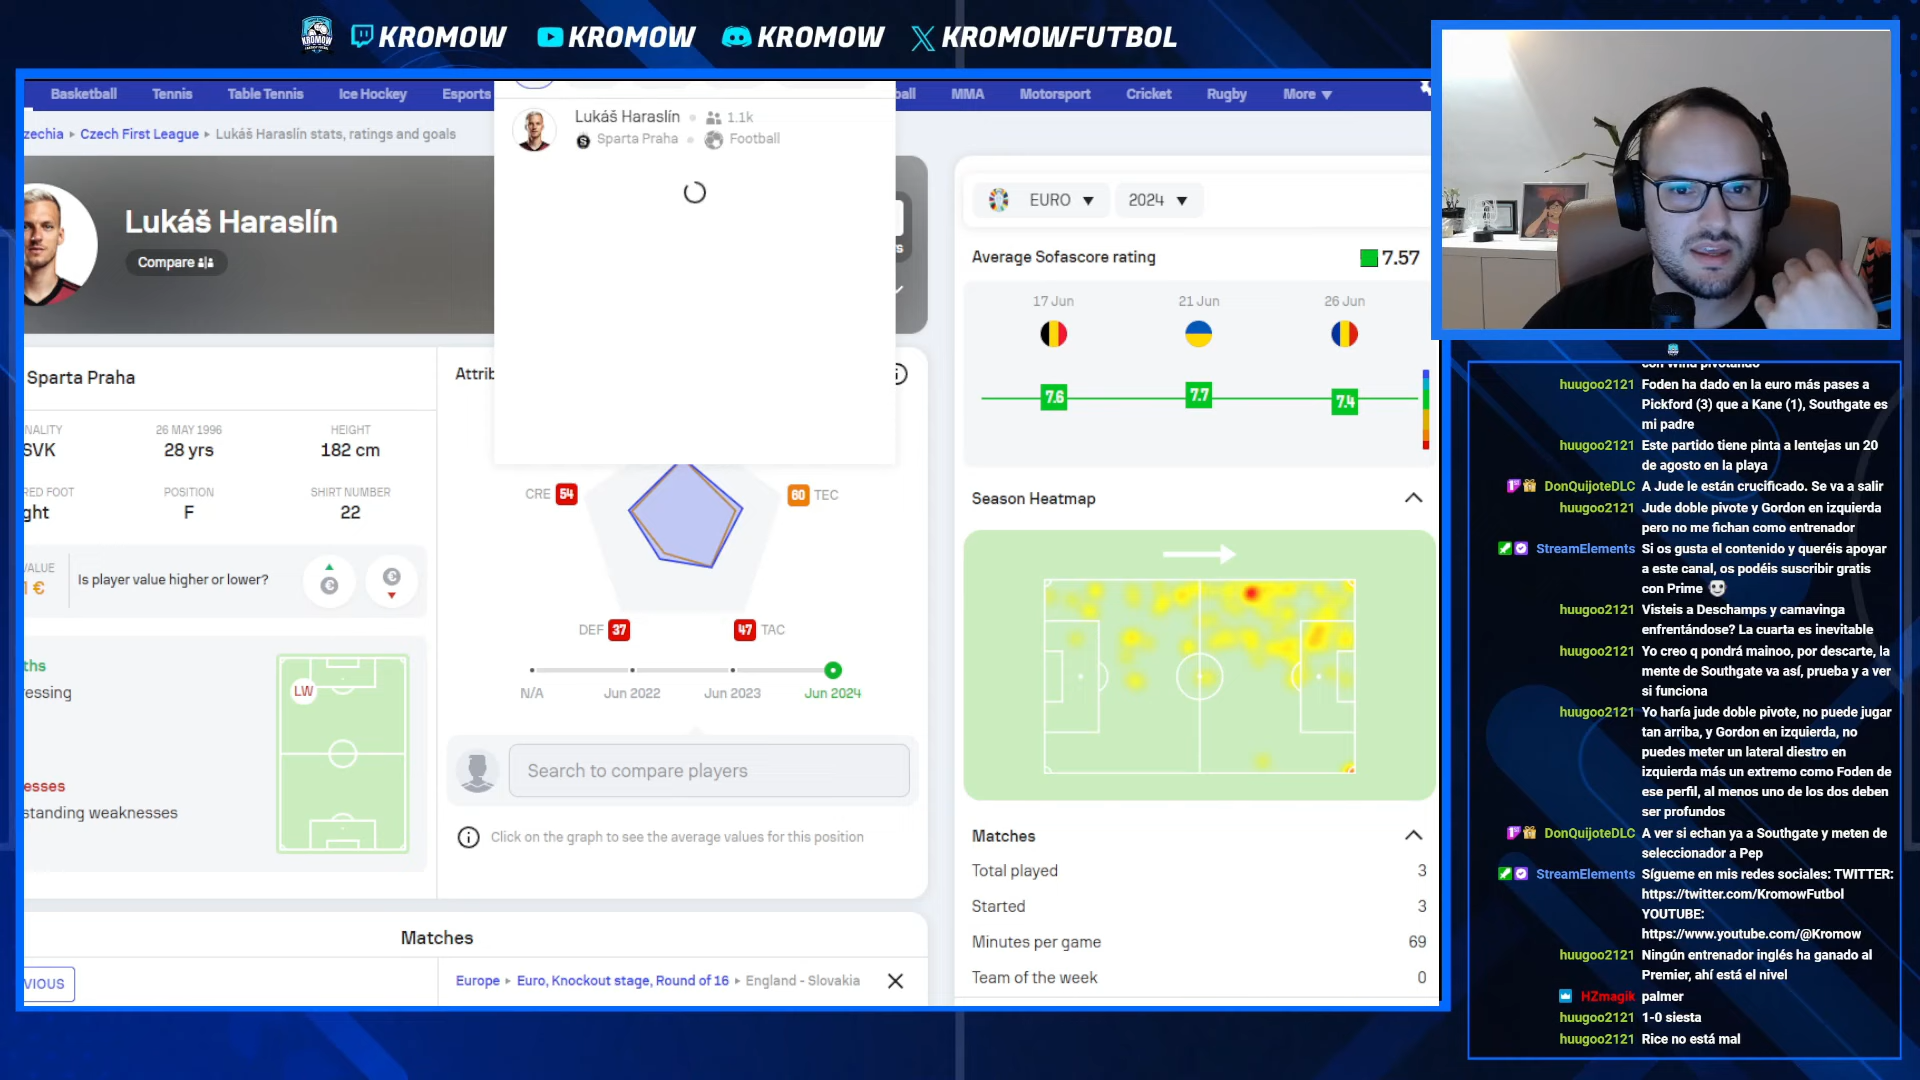 KROMOW KROMOW KROMOW KROMOWFUTBOL
Basketball Tennis Table Tennis Ice Hockey Esports MMA Motorsport Cricket Rugby More
Czech First League Lukáš Haraslín stats, ratings and goals
Lukáš Haraslín 1.1k
Sparta Praha Football
Lukáš Haraslín
Compare
Sparta Praha
26 MAY 1996
HEIGHT
SVK
28 yrs
182 cm
POSITION
SHIRT NUMBER
F
22
Is player value higher or lower?
€
LW
CRE 54
60 TEC
DEF 37
47 TAC
N/A Jun 2022 Jun 2023 Jun 2024
Search to compare players
Click on the graph to see the average values for this position
standing weaknesses
Matches
Europe Euro, Knockout stage, Round of 16 England - Slovakia
EURO 2024
Average Sofascore rating 7.57
17 Jun 21 Jun 26 Jun
7.6 7.7 7.4
Season Heatmap
Matches
Total played 3
Started 3
Minutes per game 69
Team of the week 0
huugoo2121 Foden ha dado en la euro más pases a
Pickford (3) que a Kane (1), Southgate es
mi padre
huugoo2121 Este partido tiene pinta a lentejas un 20
de agosto en la playa
DonQuijoteDLC A Jude le están crucificado. Se va a salir
huugoo2121 Jude doble pivote y Gordon en izquierda
pero no me fichan como entrenador
StreamElements Si os gusta el contenido y queréis apoyar
a este canal, os podéis suscribir gratis
con Prime
huugoo2121 Visteis a Deschamps y camavinga
enfrentándose? La cuarta es inevitable
huugoo2121 Yo creo q pondrá mainoo, por descarte, la
mente de Southgate va así, prueba y a ver
si funciona
huugoo2121 Yo haría jude doble pivote, no puede jugar
tan arriba, y Gordon en izquierda, no
puedes meter un lateral diestro en
izquierda más un extremo como Foden de
ese perfil, al menos uno de los dos deben
ser profundos
DonQuijoteDLC A ver si echan ya a Southgate y meten de
seleccionador a Pep
StreamElements Sígueme en mis redes sociales: TWITTER:
https://twitter.com/KromowFutbol
YOUTUBE:
https://www.youtube.com/@Kromow
huugoo2121 Ningún entrenador inglés ha ganado al
Premier, ahí está el nivel
HZmagik palmer
huugoo2121 1-0 siesta
huugoo2121 Rice no está mal